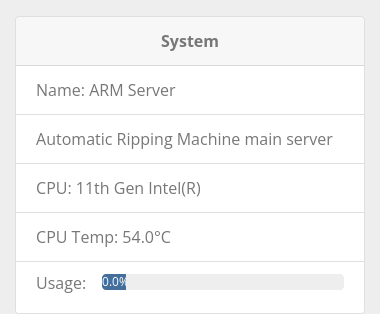 System
Name: ARM Server
Automatic Ripping Machine main server
CPU: 11th Gen Intel(R)
CPU Temp: 54.0°C
Usage: 0.0%